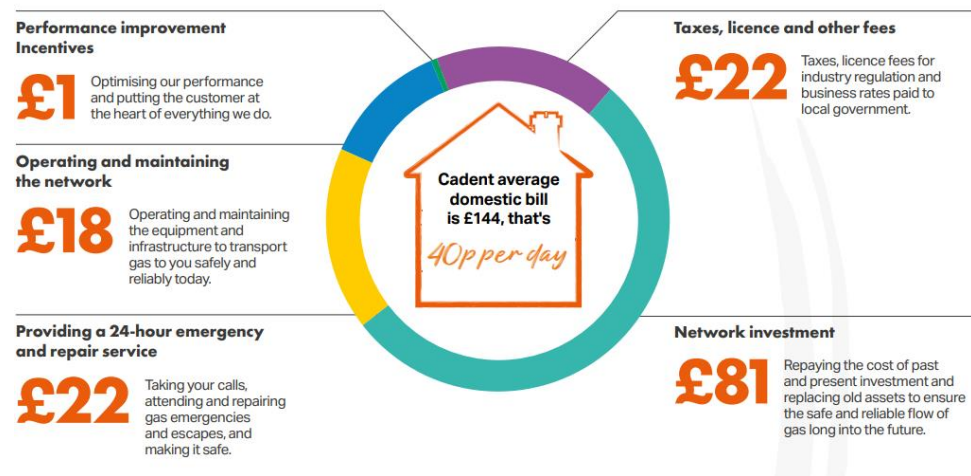 Performance improvement
Incentives
£1
Optimising our performance
and putting the customer at
the heart of everything we do.
Operating and maintaining
the network
£18
Operating and maintaining
the equipment and
infrastructure to transport
gas to you safely and
reliably today.
Providing a 24-hour emergency
and repair service
£22
Taking your calls,
attending and repairing
gas emergencies
and escapes, and
making it safe.
Cadent average
domestic bill
is £144, that's
40p per day
Taxes, licence and other fees
£22
Taxes, licence fees for
industry regulation and
business rates paid to
local government.
Network investment
£81
Repaying the cost of past
and present investment and
replacing old assets to ensure
the safe and reliable flow of
gas long into the future.